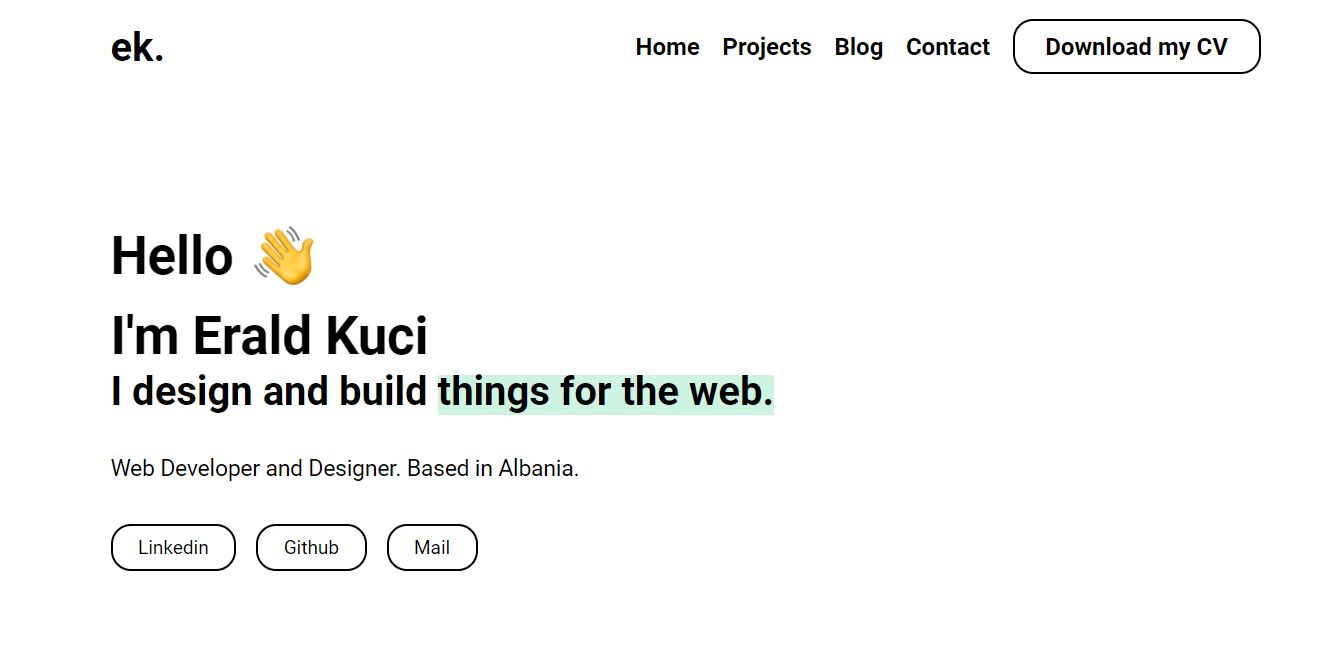 ek.
Home Projects Blog Contact Download my CV
Hello 👋
I'm Erald Kuci
I design and build things for the web.
Web Developer and Designer. Based in Albania.
Linkedin Github Mail